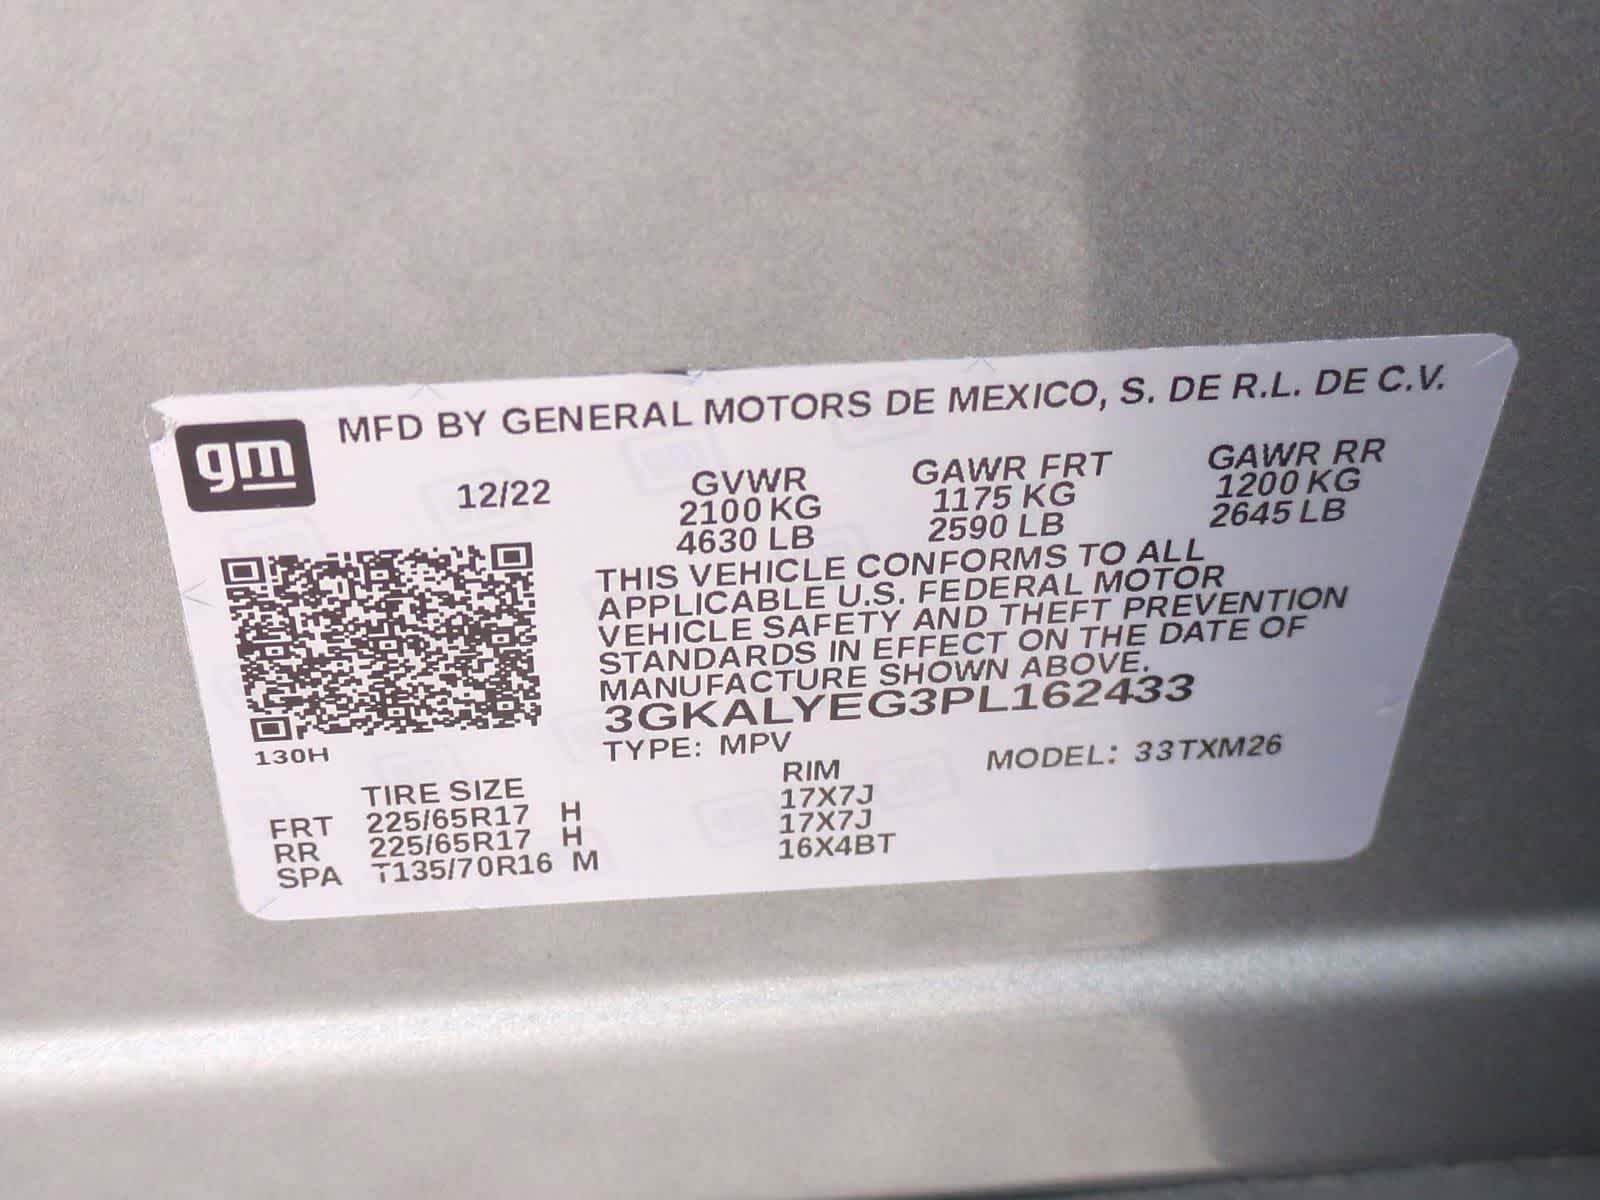 gm
MFD BY GENERAL MOTORS DE MEXICO, S. DE R.L. DE C.V.
12/22 GVWR GAWR FRT GAWR RR
2100 KG 1175 KG 1200 KG
4630 LB 2590 LB 2645 LB
THIS VEHICLE CONFORMS TO ALL
APPLICABLE U.S. FEDERAL MOTOR
VEHICLE SAFETY AND THEFT PREVENTION
STANDARDS IN EFFECT ON THE DATE OF
MANUFACTURE SHOWN ABOVE.
3GKALYEG3PL162433
130H
TYPE: MPV MODEL: 33TXM26
TIRE SIZE RIM
FRT 225/65R17 H 17X7J
RR 225/65R17 H 17X7J
SPA T135/70R16 M 16X4BT